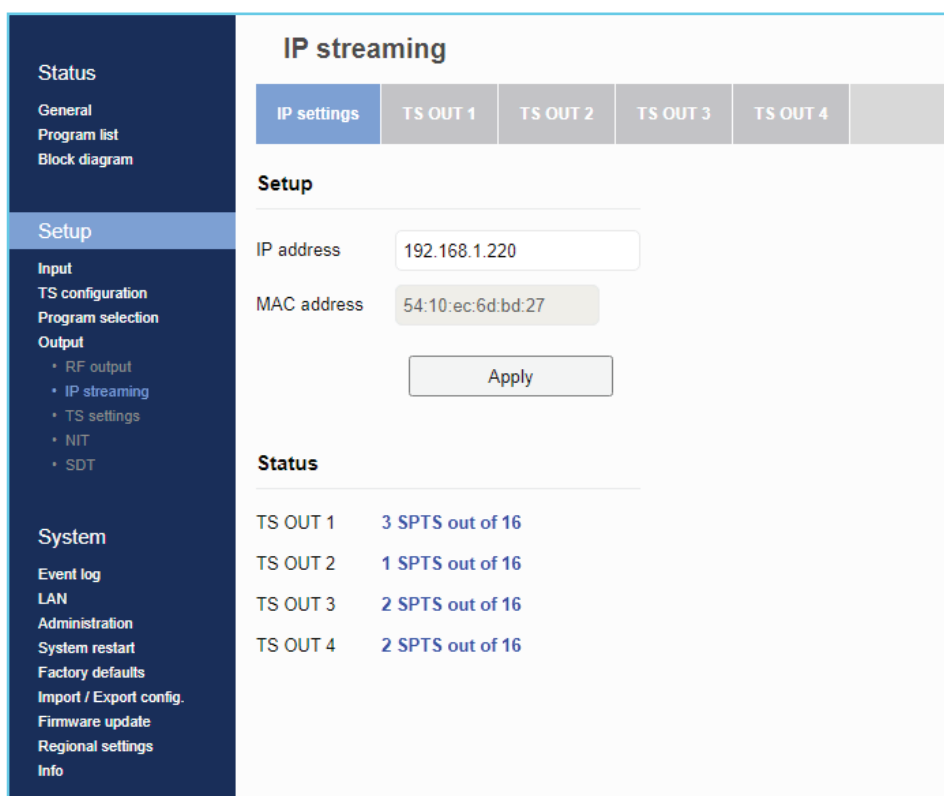 Status
General
Program list
Block diagram
Setup
Input
TS configuration
Program selection
Output
• RF output
• IP streaming
• TS settings
• NIT
• SDT
System
Event log
LAN
Administration
System restart
Factory defaults
Import / Export config.
Firmware update
Regional settings
Info
IP streaming
IP settings TS OUT 1 TS OUT 2 TS OUT 3 TS OUT 4
Setup
IP address 192.168.1.220
MAC address 54:10:ec:6d:bd:27
Apply
Status
TS OUT 1 3 SPTS out of 16
TS OUT 2 1 SPTS out of 16
TS OUT 3 2 SPTS out of 16
TS OUT 4 2 SPTS out of 16